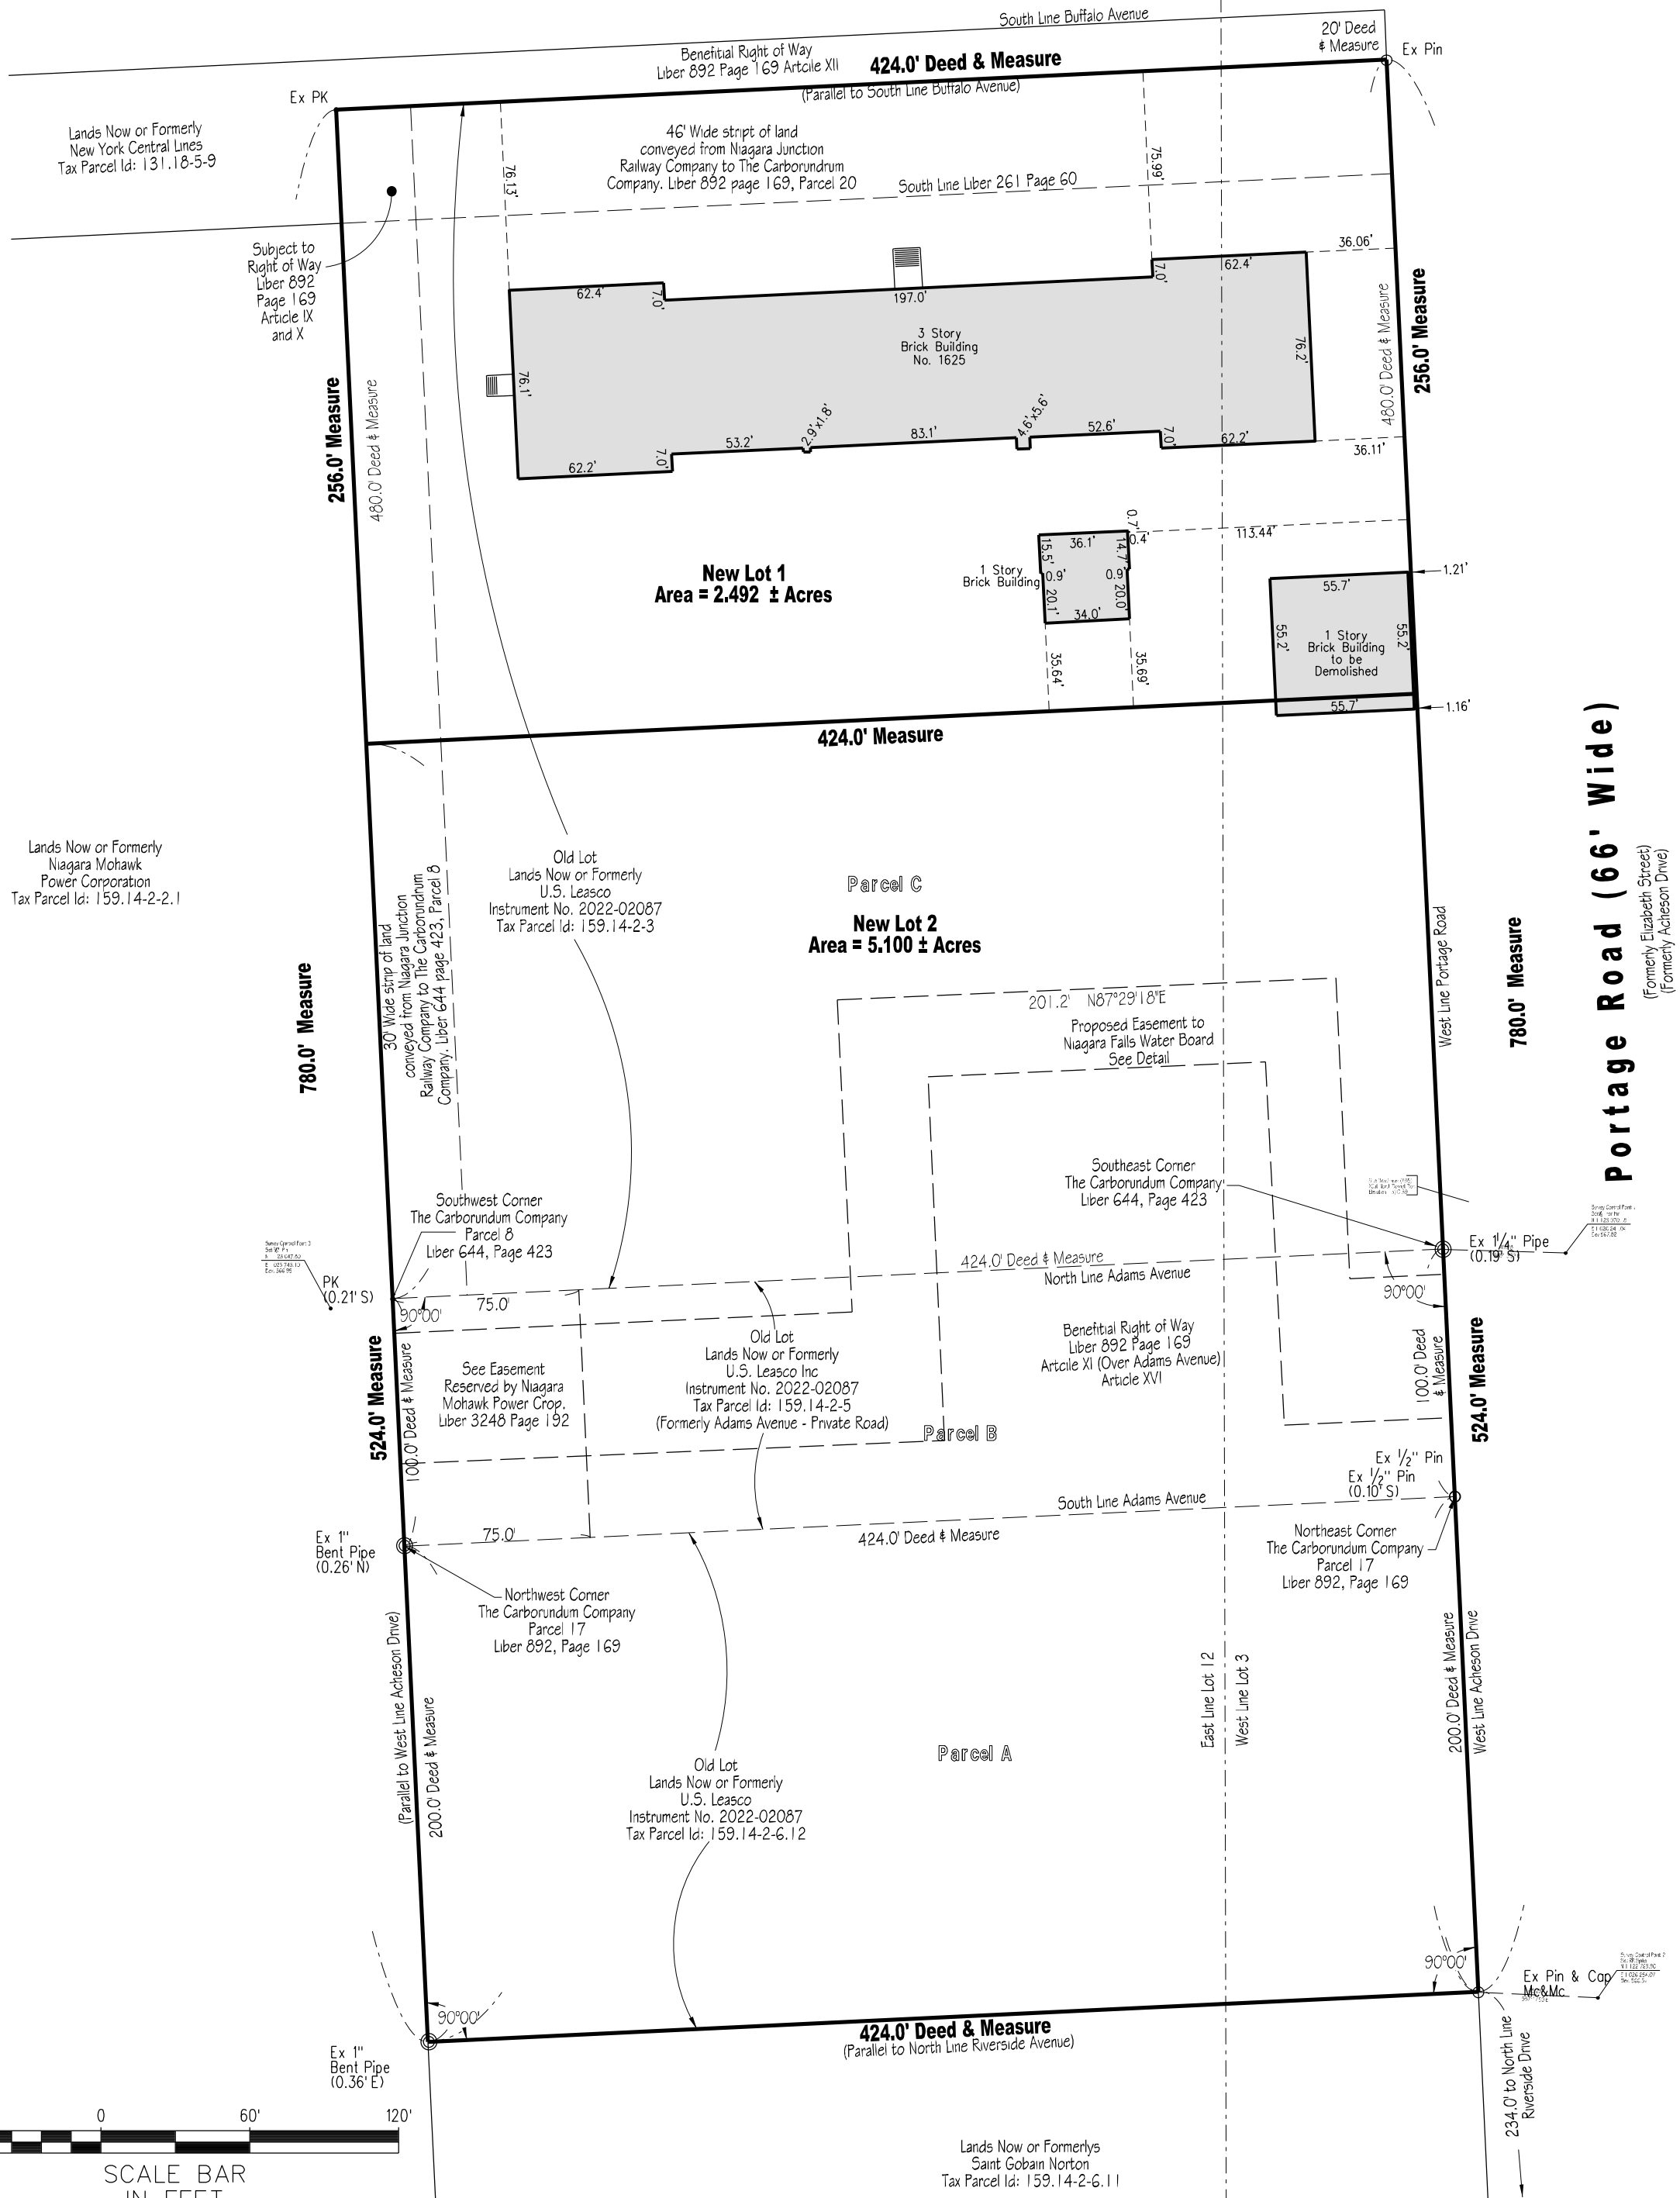 South Line Buffalo Avenue
20' Deed
& Measure
Ex Pin
Benefitial Right of Way
Liber 892 Page 169 Artcile XII
424.0' Deed & Measure
(Parallel to South Line Buffalo Avenue)
Ex PK
Lands Now or Formerly
New York Central Lines
Tax Parcel Id: 131.18-5-9
46' Wide stript of land
conveyed from Niagara Junction
Railway Company to The Carborundrum
Company. Liber 892 page 169, Parcel 20
76.13'
75.99'
South Line Liber 261 Page 60
Subject to
Right of Way
Liber 892
Page 169
Article IX
and X
36.06'
62.4'
7.0'
197.0'
7.0'
62.4'
3 Story
Brick Building
No. 1625
76.1'
76.2'
256.0' Measure
480.0' Deed & Measure
480.0' Deed & Measure
256.0' Measure
62.2'
7.0'
53.2'
2.9'x1.8'
83.1'
4.6'x5.6'
52.6'
7.0'
62.2'
36.11'
0.7'
0.4'
113.44'
36.1'
15.5'
14.7'
0.9'
0.9'
20.1'
20.0'
34.0'
1 Story
Brick Building
35.64'
35.69'
New Lot 1
Area = 2.492 ± Acres
1.21'
55.7'
55.2'
55.2'
1 Story
Brick Building
to be
Demolished
55.7'
1.16'
424.0' Measure
Portage Road (66' Wide)
(Formerly Elizabeth Street)
(Formerly Acheson Drive)
Lands Now or Formerly
Niagara Mohawk
Power Corporation
Tax Parcel Id: 159.14-2-2.1
30' Wide strip of land
conveyed from Niagara Junction
Railway Company to The Carborundrum
Company. Liber 644 page 423, Parcel 8
Old Lot
Lands Now or Formerly
U.S. Leasco
Instrument No. 2022-02087
Tax Parcel Id: 159.14-2-3
Parcel C
New Lot 2
Area = 5.100 ± Acres
West Line Portage Road
780.0' Measure
780.0' Measure
201.2' N87°29'18"E
Proposed Easement to
Niagara Falls Water Board
See Detail
Southeast Corner
The Carborundum Company
Liber 644, Page 423
Southwest Corner
The Carborundum Company
Parcel 8
Liber 644, Page 423
PK
(0.21' S)
Ex 1¼" Pipe
(0.19' S)
424.0' Deed & Measure
North Line Adams Avenue
90°00'
75.0'
90°00'
524.0' Measure
100.0' Deed & Measure
See Easement
Reserved by Niagara
Mohawk Power Crop.
Liber 3248 Page 192
Old Lot
Lands Now or Formerly
U.S. Leasco Inc
Instrument No. 2022-02087
Tax Parcel Id: 159.14-2-5
(Formerly Adams Avenue - Private Road)
Benefitial Right of Way
Liber 892 Page 169
Artcile XI (Over Adams Avenue)
Article XVI
100.0' Deed
& Measure
524.0' Measure
Parcel B
Ex ½" Pin
Ex ½" Pin
(0.10' S)
South Line Adams Avenue
75.0'
424.0' Deed & Measure
Ex 1"
Bent Pipe
(0.26' N)
Northwest Corner
The Carborundum Company
Parcel 17
Liber 892, Page 169
Northeast Corner
The Carborundum Company
Parcel 17
Liber 892, Page 169
(Parallel to West Line Acheson Drive)
200.0' Deed & Measure
East Line Lot 12
West Line Lot 3
200.0' Deed & Measure
West Line Acheson Drive
Parcel A
Old Lot
Lands Now or Formerly
U.S. Leasco
Instrument No. 2022-02087
Tax Parcel Id: 159.14-2-6.12
90°00'
90°00'
Ex Pin & Cap
Mc&Mc
424.0' Deed & Measure
(Parallel to North Line Riverside Avenue)
Ex 1"
Bent Pipe
(0.36' E)
234.0' to North Line
Riverside Drive
0
60'
120'
SCALE BAR
IN FEET
Lands Now or Formerlys
Saint Gobain Norton
Tax Parcel Id: 159.14-2-6.11